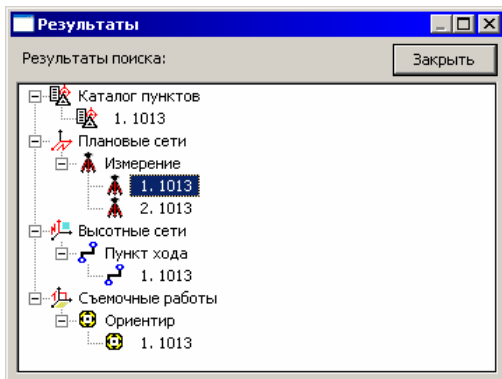 Результаты
Результаты поиска:
Закрыть
Каталог пунктов
1. 1013
Плановые сети
Измерение
1. 1013
2. 1013
Высотные сети
Пункт хода
1. 1013
Съемочные работы
Ориентир
1. 1013